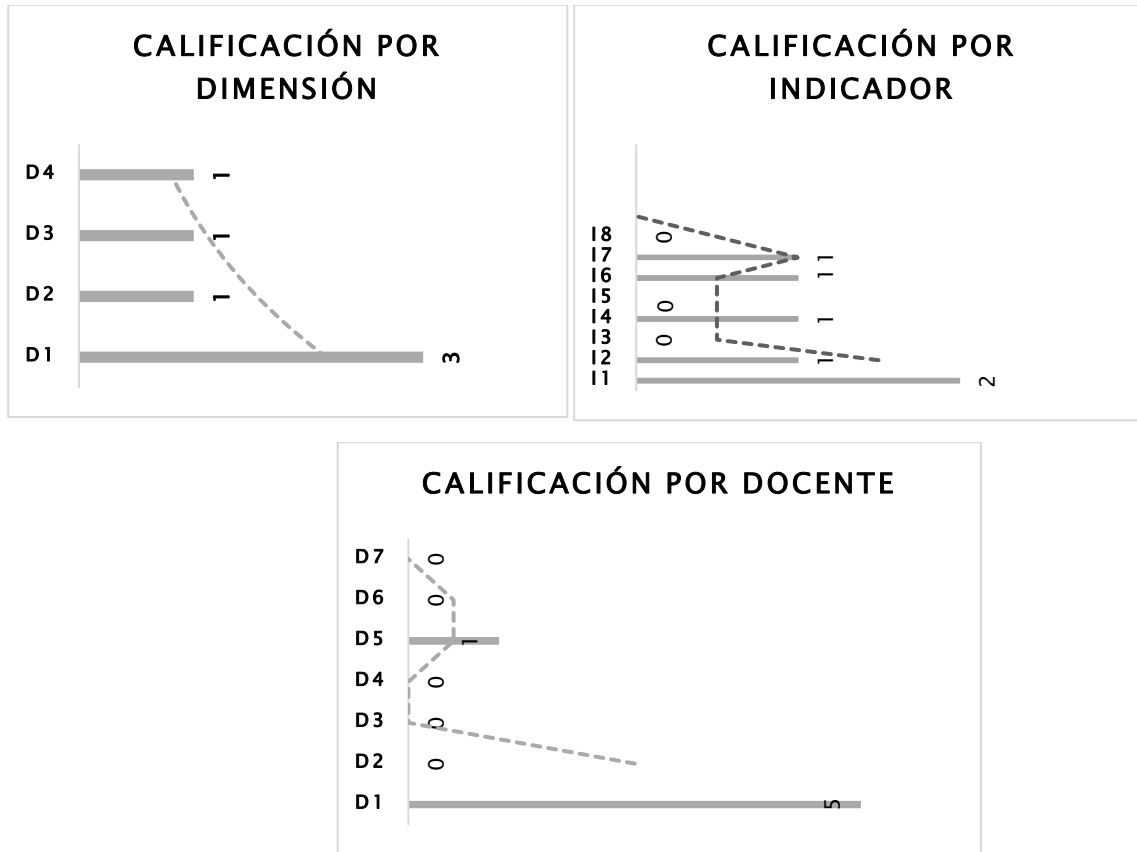 CALIFICACIÓN POR
DIMENSIÓN
D4
1
D3
1
D2
1
D1
3
CALIFICACIÓN POR
INDICADOR
I8
0
I7
1
I6
1
I5
0
I4
1
I3
0
I2
1
I1
2
CALIFICACIÓN POR DOCENTE
D7
0
D6
0
D5
1
D4
0
D3
0
D2
0
D1
5